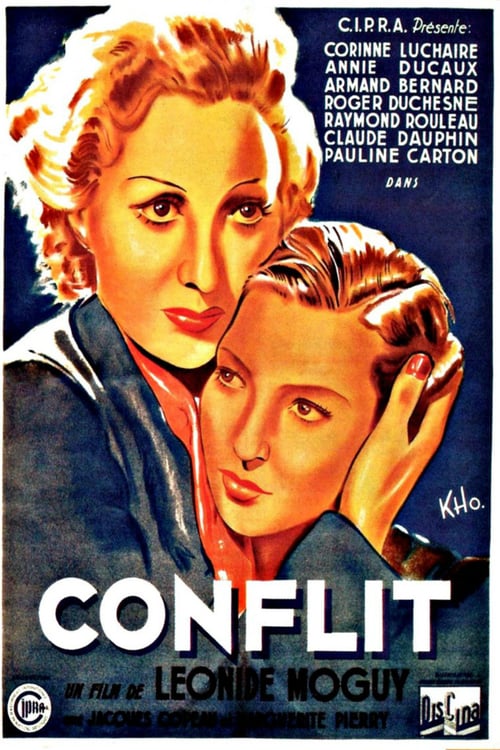 C.I.P.R.A. Présente:
CORINNE LUCHAIRE
ANNIE DUCAUX
ARMAND BERNARD
ROGER DUCHESNE
RAYMOND ROULEAU
CLAUDE DAUPHIN
PAULINE CARTON
DANS
KHO.
CONFLIT
UN FILM DE LEONIDE MOGUY
JACQUES COPEAU MARGUERITE PIERRY
CIPRA
DISCINA